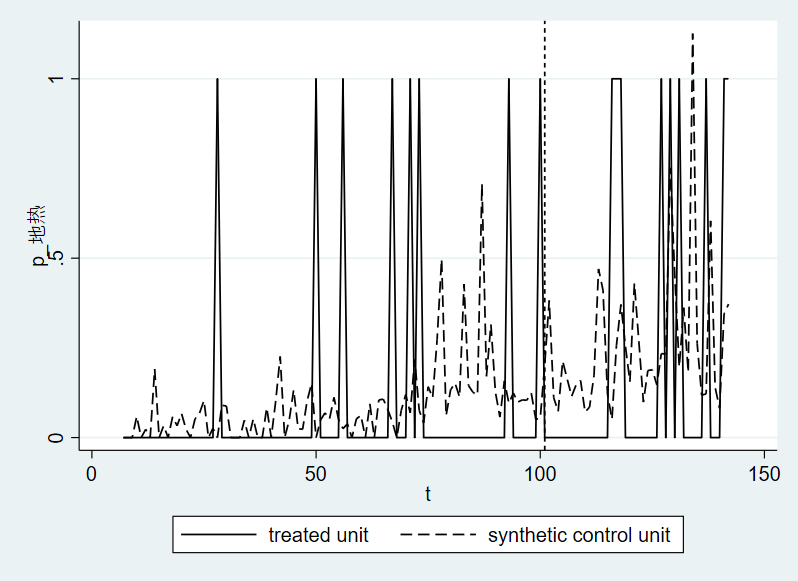 p_地热
1
.5
0
0
50
100
150
t
treated unit
synthetic control unit